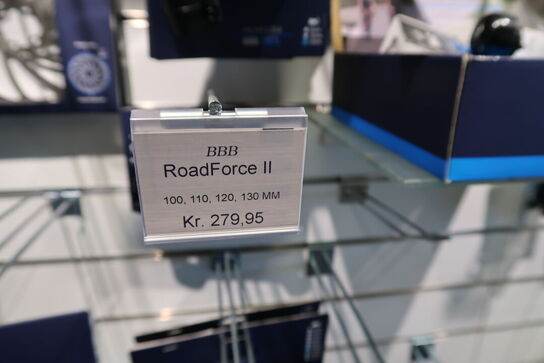 BBB
RoadForce II
100, 110, 120, 130 MM
Kr. 279,95